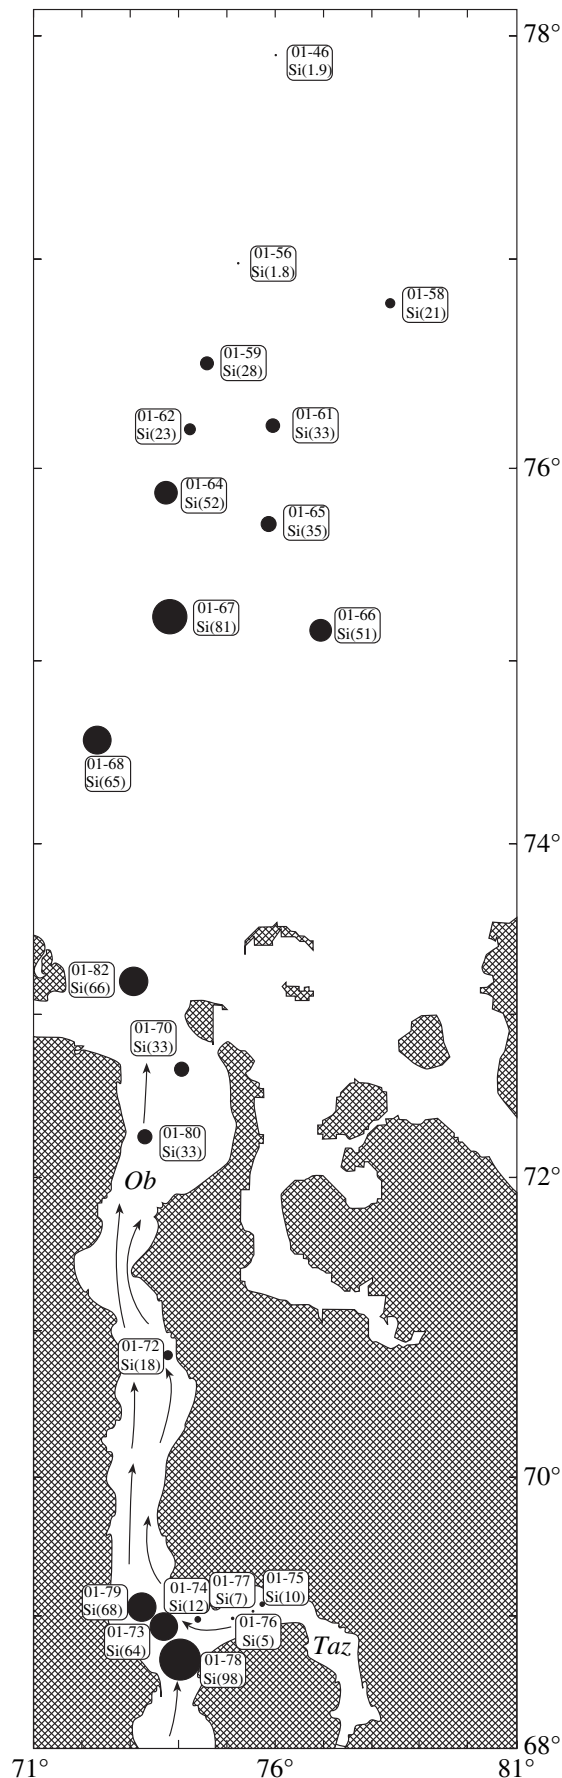 78°
01-46
Si(1.9)
01-56
Si(1.8)
01-58
Si(21)
01-59
Si(28)
01-62
Si(23)
01-61
Si(33)
76°
01-64
Si(52)
01-65
Si(35)
01-67
Si(81)
01-66
Si(51)
01-68
Si(65)
74°
01-82
Si(66)
01-70
Si(33)
01-80
Si(33)
Ob
72°
01-72
Si(18)
70°
01-79
Si(68)
01-74
Si(12)
01-77
Si(7)
01-75
Si(10)
01-73
Si(64)
01-76
Si(5)
Taz
01-78
Si(98)
68°
71°
76°
81°